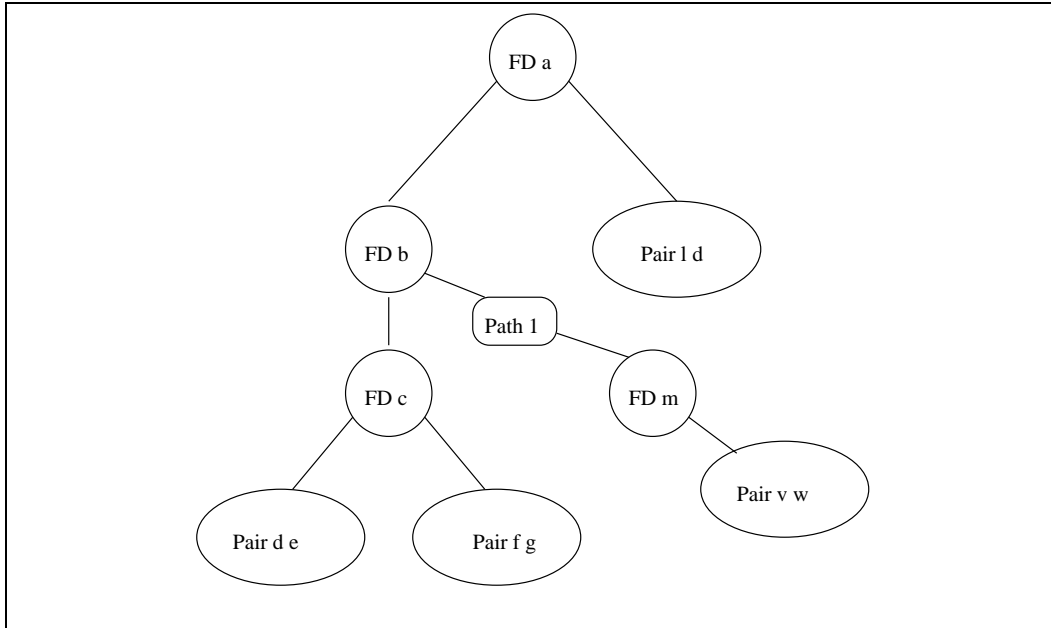 FD a
FD b
Pair l d
Path 1
FD c
FD m
Pair v w
Pair d e
Pair f g